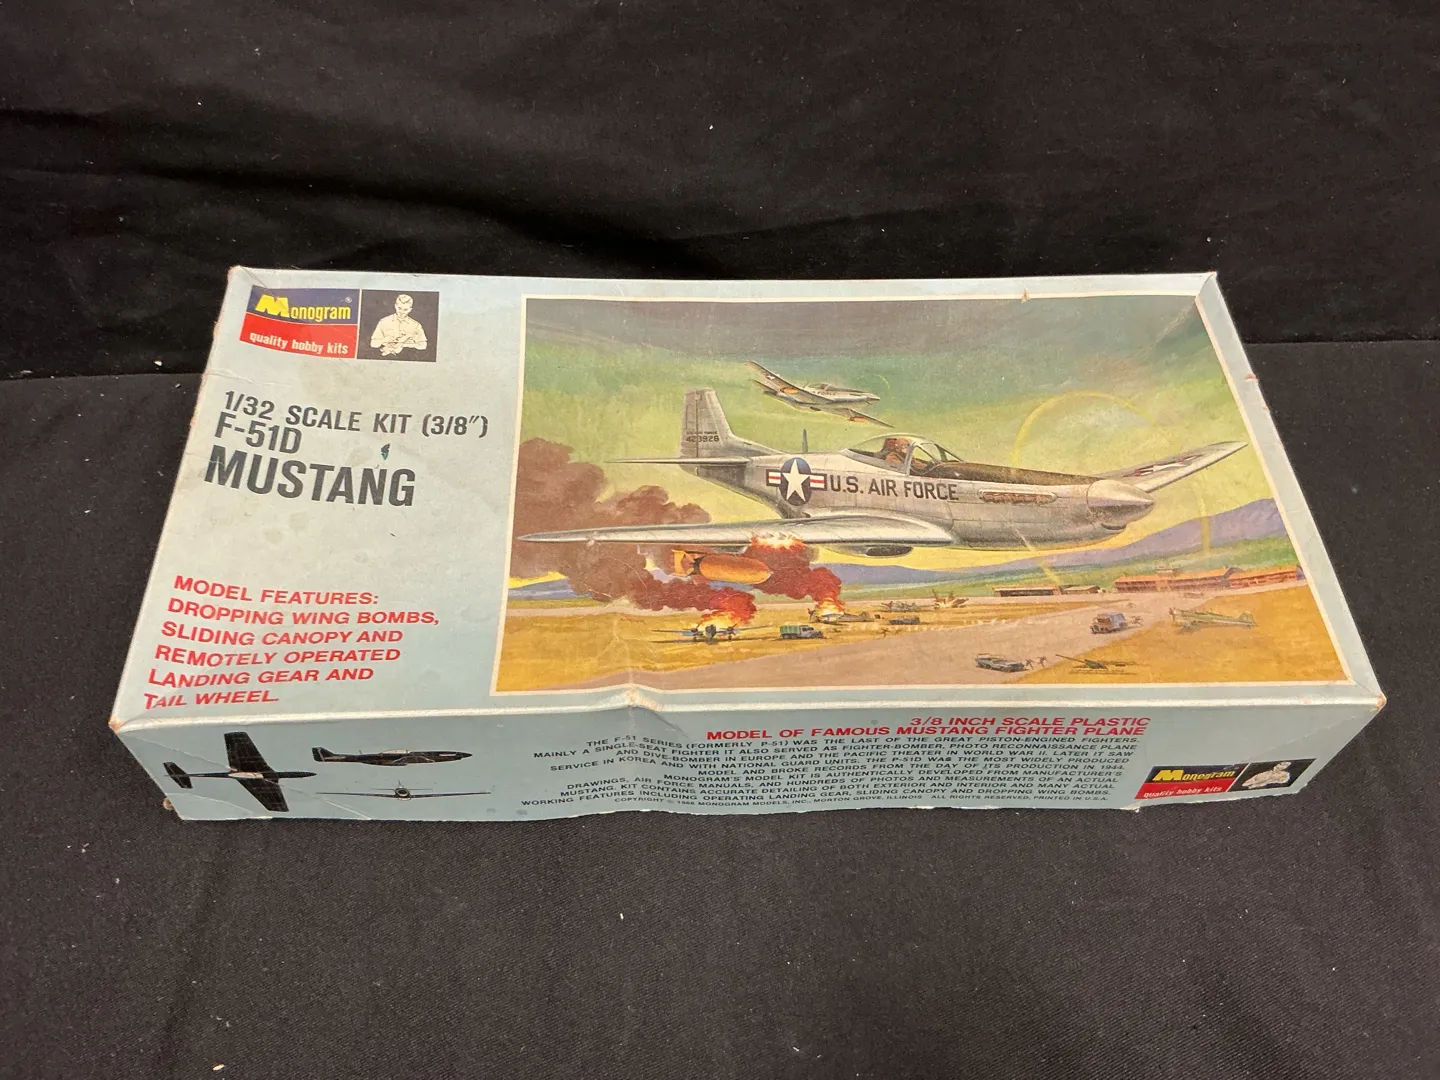 Monogram®
quality hobby kits
1/32 SCALE KIT (3/8")
F-51D
MUSTANG
MODEL FEATURES:
DROPPING WING BOMBS,
SLIDING CANOPY AND
REMOTELY OPERATED
LANDING GEAR AND
TAIL WHEEL.
U.S. AIR FORCE
3/8 INCH SCALE PLASTIC
MODEL OF FAMOUS MUSTANG FIGHTER PLANE
THE F-51 SERIES (FORMERLY P-51) WAS THE LAST OF THE GREAT PISTON-ENGINED FIGHTERS.
MAINLY A SINGLE-SEAT FIGHTER IT ALSO SERVED AS FIGHTER-BOMBER, PHOTO RECONNAISSANCE PLANE
AND DIVE-BOMBER IN EUROPE AND THE PACIFIC THEATER IN WORLD WAR II. LATER IT SAW
SERVICE IN KOREA AND WITH NATIONAL GUARD UNITS. THE P-51D WAS THE MOST WIDELY PRODUCED
MODEL AND BROKE RECORDS FROM THE DAY OF ITS PRODUCTION IN 1944.
MONOGRAM'S MODEL KIT IS AUTHENTICALLY DEVELOPED FROM MANUFACTURER'S
DRAWINGS, AIR FORCE MANUALS, AND HUNDREDS OF PHOTOS AND MEASUREMENTS OF AN ACTUAL
MUSTANG. KIT CONTAINS ACCURATE DETAILING OF BOTH EXTERIOR AND INTERIOR AND MANY ACTUAL
WORKING FEATURES INCLUDING OPERATING LANDING GEAR, SLIDING CANOPY AND DROPPING WING BOMBS.
COPYRIGHT © MONOGRAM MODELS, INC., MORTON GROVE, ILLINOIS ALL RIGHTS RESERVED, PRINTED IN U.S.A.
Monogram
quality hobby kits